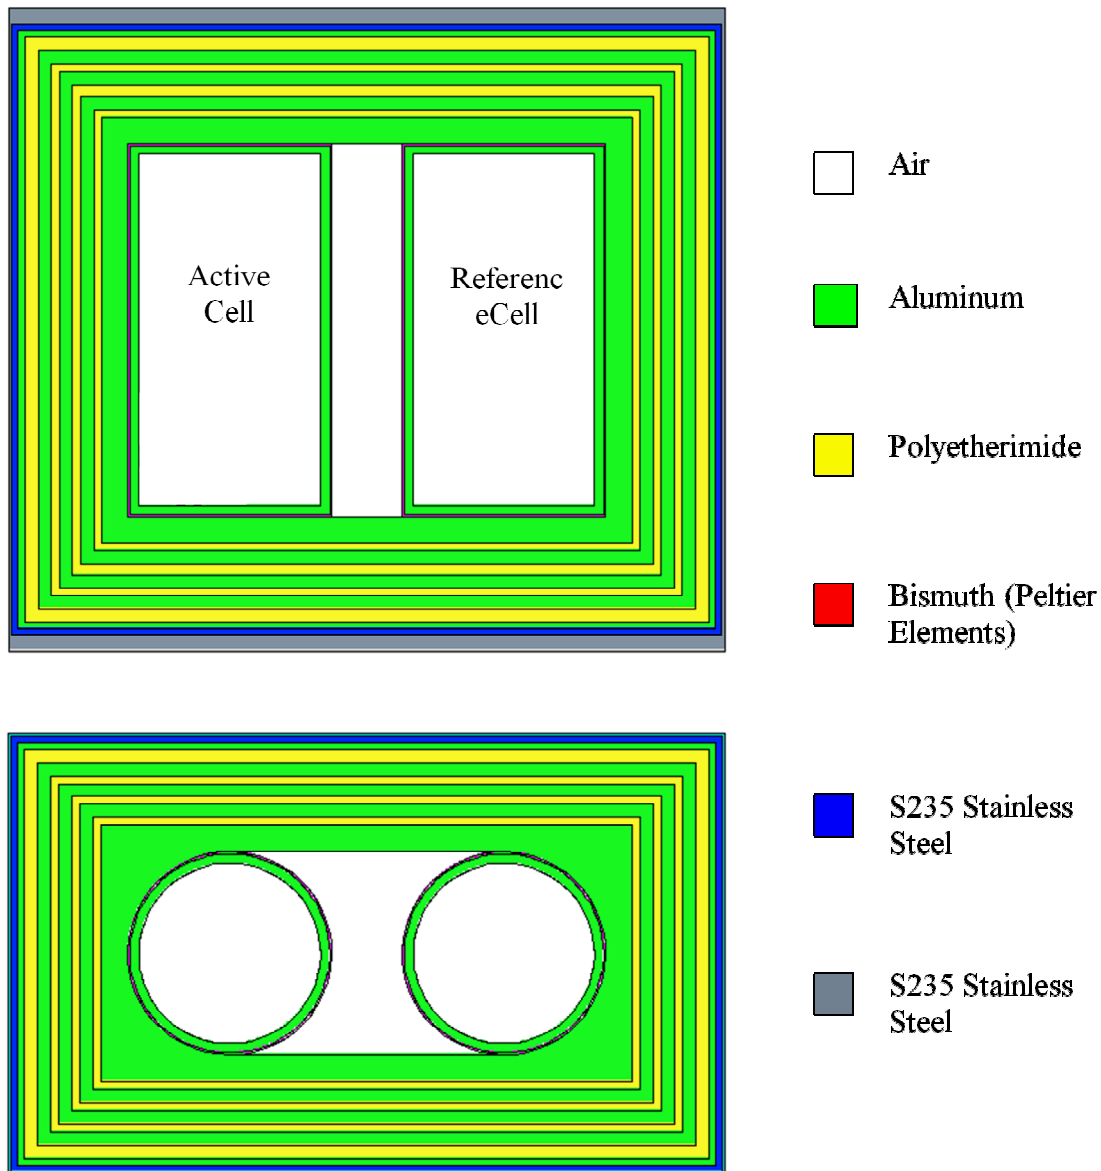 Active
Cell
Referenc
eCell
Air
Aluminum
Polyetherimide
Bismuth (Peltier
Elements)
S235 Stainless
Steel
S235 Stainless
Steel